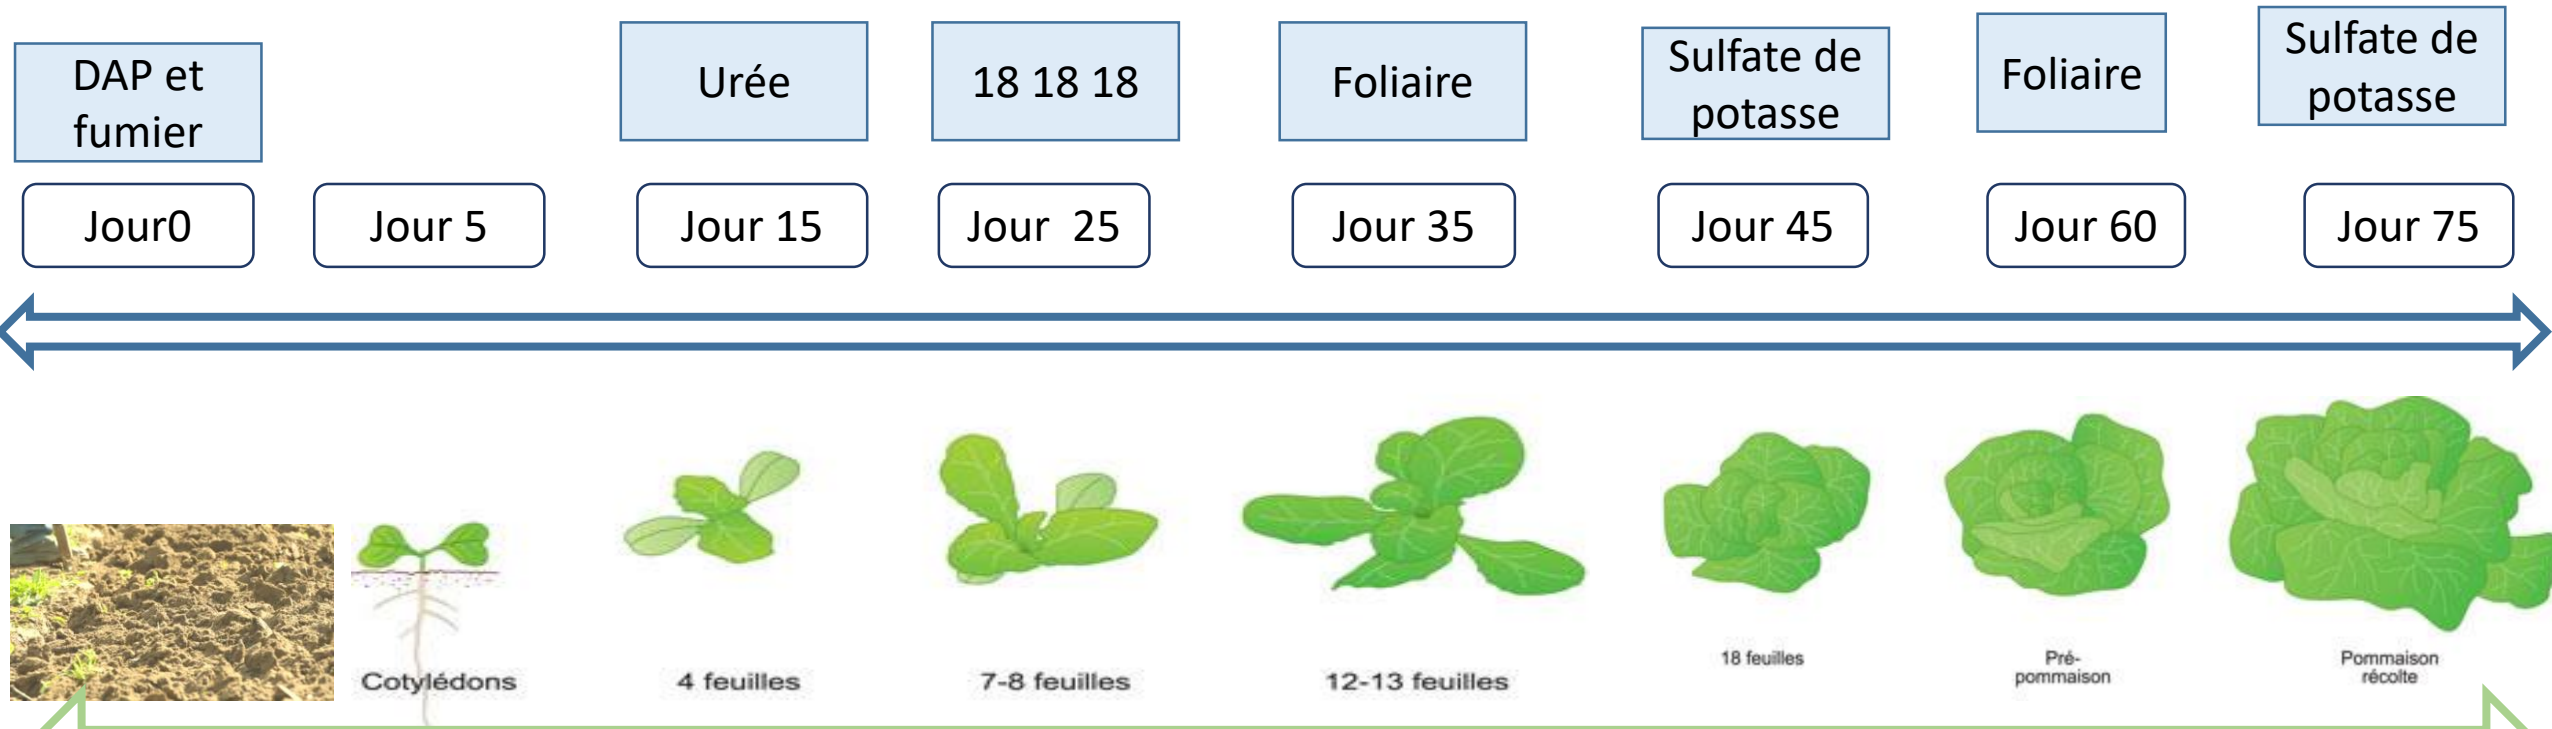 DAP et
fumier
Urée
18 18 18
Foliaire
Sulfate de
potasse
Foliaire
Sulfate de
potasse
Jour0
Jour 5
Jour 15
Jour  25
Jour 35
Jour 45
Jour 60
Jour 75
Cotylédons
4 feuilles
7-8 feuilles
12-13 feuilles
18 feuilles
Pré-
pommaison
Pommaison
récolte